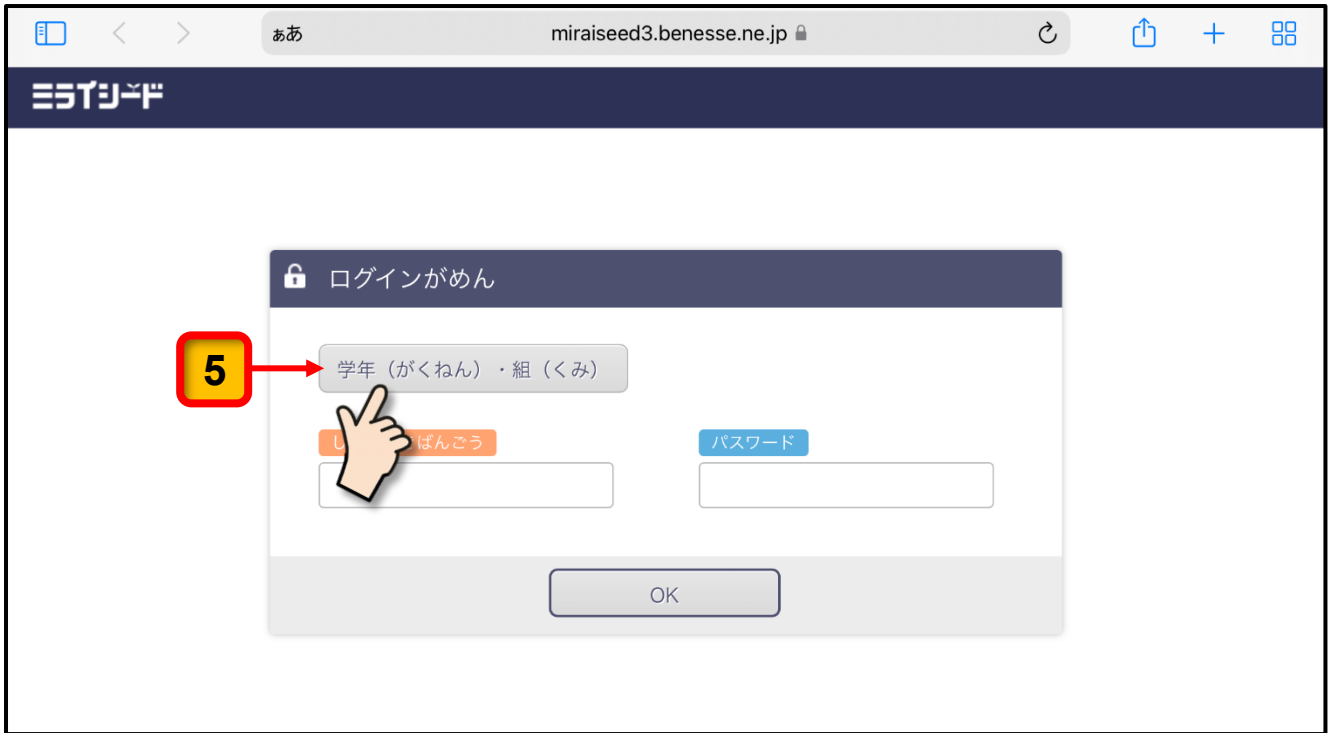 ぁあ miraiseed3.benesse.ne.jp
ミライシード
ログインがめん
5
学年（がくねん）・組（くみ）
ばんごう
パスワード
OK